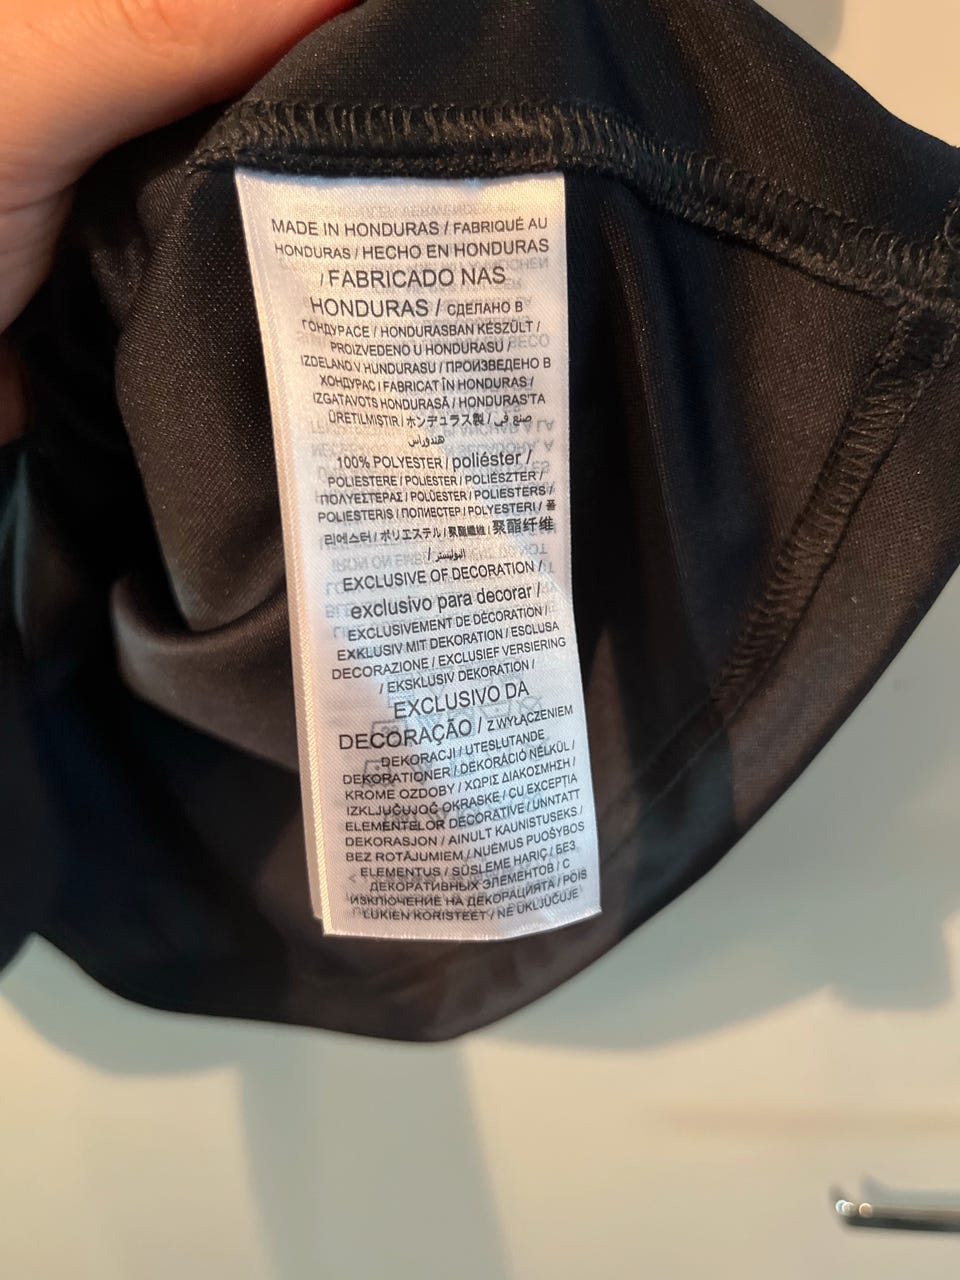 MADE IN HONDURAS / FABRIQUÉ AU
HONDURAS / HECHO EN HONDURAS
/ FABRICADO NAS
HONDURAS / СДЕЛАНО В
ГОНДУРАСЕ / HONDURASBAN KÉSZÜLT /
PROIZVEDENO U HONDURASU /
IZDELANO V HUNDURASU / ПРОИЗВЕДЕНО В
ХОНДУРАС / FABRICAT ÎN HONDURAS /
IZGATAVOTS HONDURASĀ / HONDURAS'TA
ÜRETILMIŞTIR / ホンデュラス製 / صنع في
هندوراس
100% POLYESTER / poliéster /
POLIESTERE / POLIESTER / POLIÉSZTER /
ΠΟΛΥΕΣΤΕΡΑΣ / POLÜESTER / POLIESTERS /
POLIESTERIS / ПОЛИЕСТЕР / POLYESTERI / 폴
리에스터 / ポリエステル / 聚酯纖維 / 聚酯纤维
/ البوليستر
EXCLUSIVE OF DECORATION /
exclusivo para decorar /
EXCLUSIVEMENT DE DÉCORATION /
EXKLUSIV MIT DEKORATION / ESCLUSA
DECORAZIONE / EXCLUSIEF VERSIERING
/ EKSKLUSIV DEKORATION /
EXCLUSIVO DA
DECORAÇÃO / Z WYŁĄCZENIEM
DEKORACJI / UTESLUTANDE
DEKORATIONER / DEKORÁCIÓ NÉLKÜL /
KROME OZDOBY / ΧΩΡΙΣ ΔΙΑΚΟΣΜΗΣΗ /
IZKLJUČUJOČ OKRASKE / CU EXCEPTIA
ELEMENTELOR DECORATIVE / UNNTATT
DEKORASJON / AINULT KAUNISTUSEKS /
BEZ ROTĀJUMIEM / NUĖMUS PUOŠYBOS
ELEMENTUS / SÜSLEME HARIÇ / БЕЗ
ДЕКОРАТИВНЫХ ЭЛЕМЕНТОВ / С
ИЗКЛЮЧЕНИЕ НА ДЕКОРАЦИЯТА / POIS
LUKIEN KORISTEET / NE UKLJUČUJE